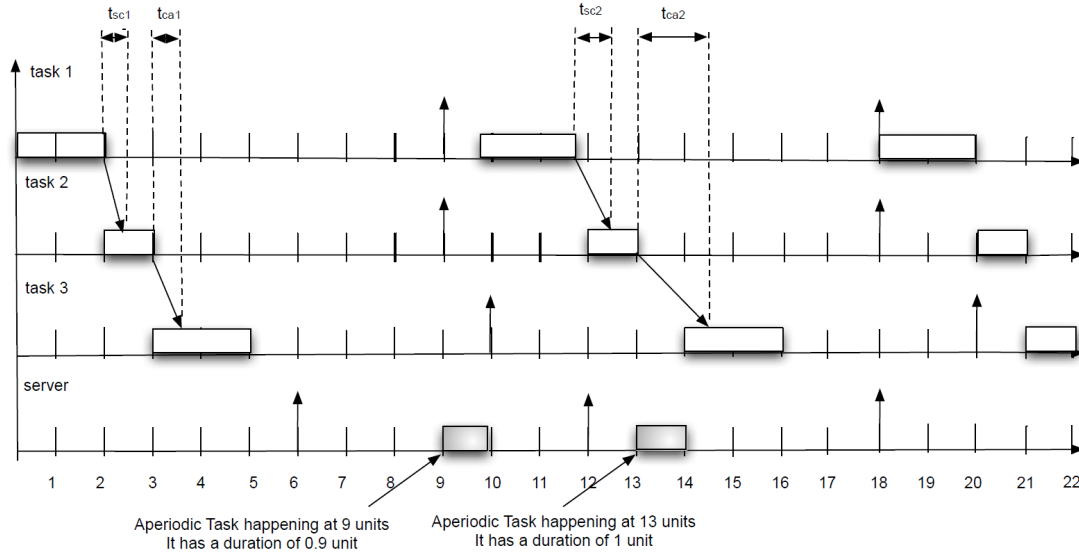 tsc1 tca1 tsc2 tca2
task 1
task 2
task 3
server
1 2 3 4 5 6 7 8 9 10 11 12 13 14 15 16 17 18 19 20 21 22
Aperiodic Task happening at 9 units
It has a duration of 0.9 unit
Aperiodic Task happening at 13 units
It has a duration of 1 unit